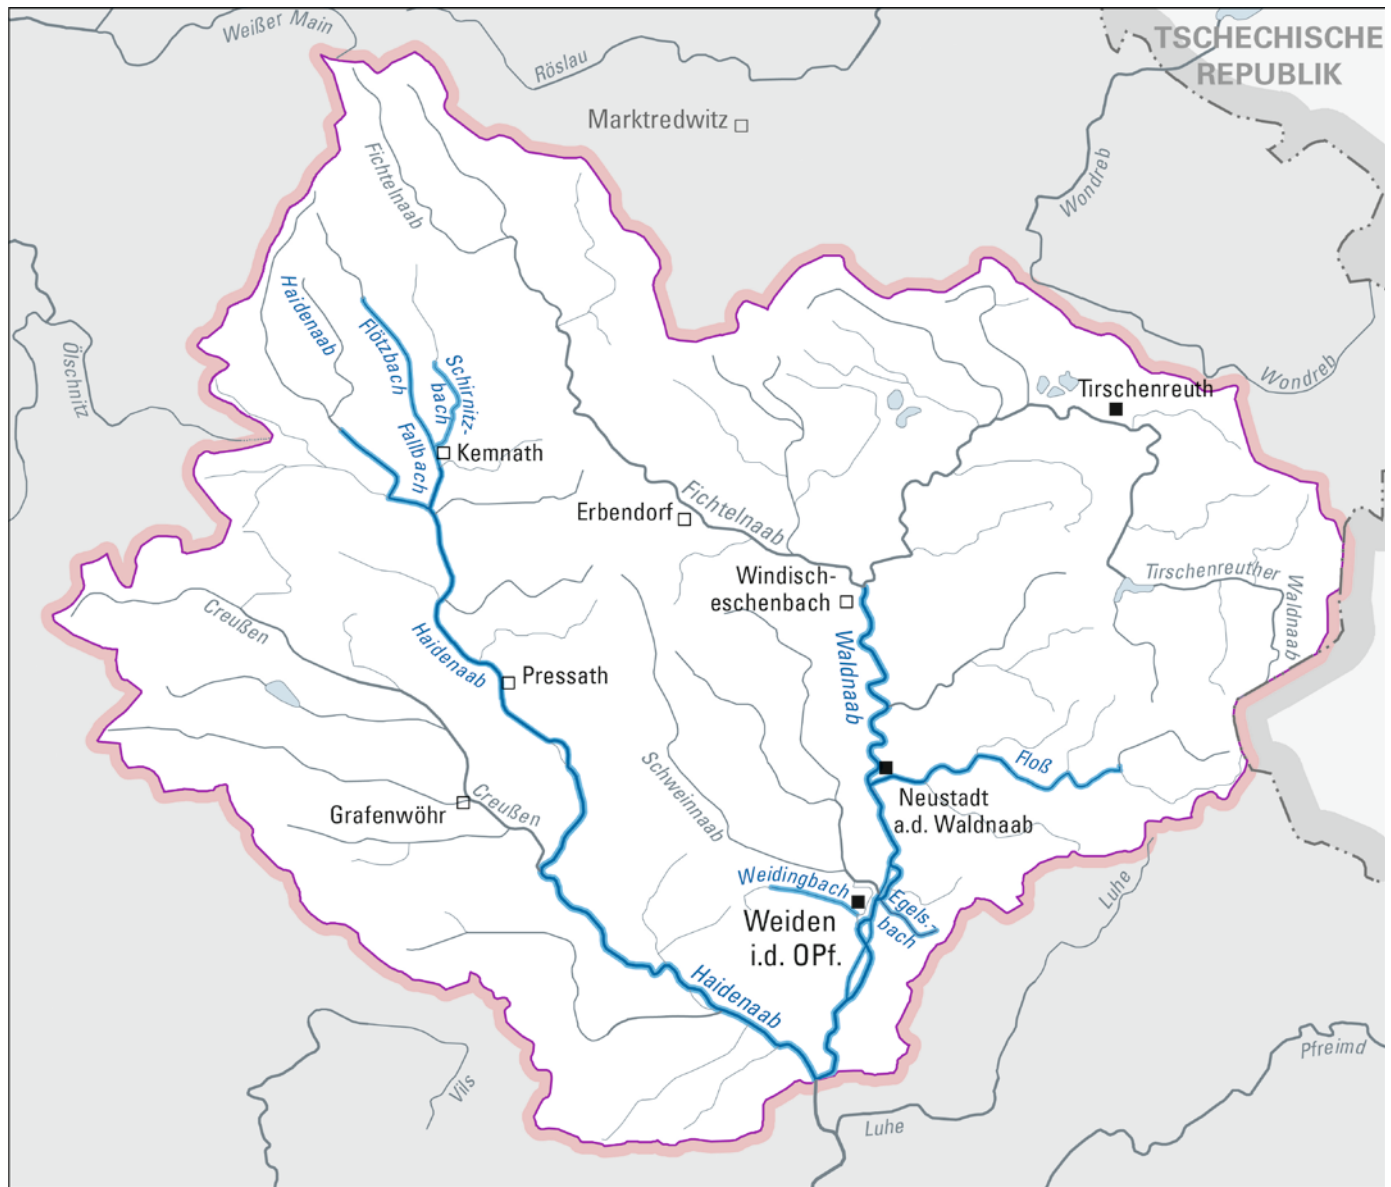 Weißer Main
Röslau
TSCHECHISCHE
REPUBLIK
Marktredwitz
Fichtelnaab
Wondreb
Haidenaab
Flötzbach
Schirnitz-
bach
Ölschnitz
Wondreb
Tirschenreuth
Fallbach
Kemnath
Fichtelnaab
Erbendorf
Windisch-
eschenbach
Tirschenreuther
Waldnaab
Creußen
Haidenaab
Pressath
Waldnaab
Schweinnaab
Floß
Creußen
Grafenwöhr
Neustadt
a.d. Waldnaab
Weidingbach
Egels.-
bach
Luhe
Weiden
i.d. OPf.
Haidenaab
Vils
Pfreimd
Luhe